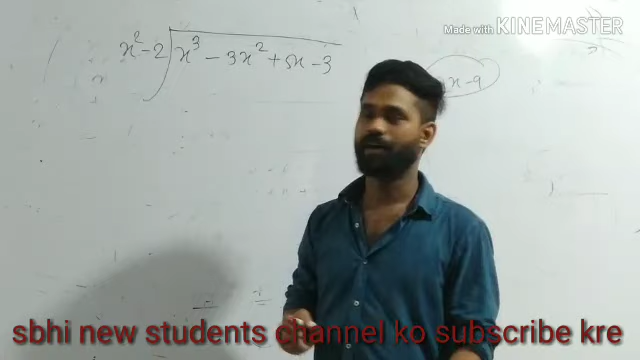 Made with KINEMASTER
x² - 2 ) x³ - 3x² + 5x - 3
x - 9
sbhi new students channel ko subscribe kre